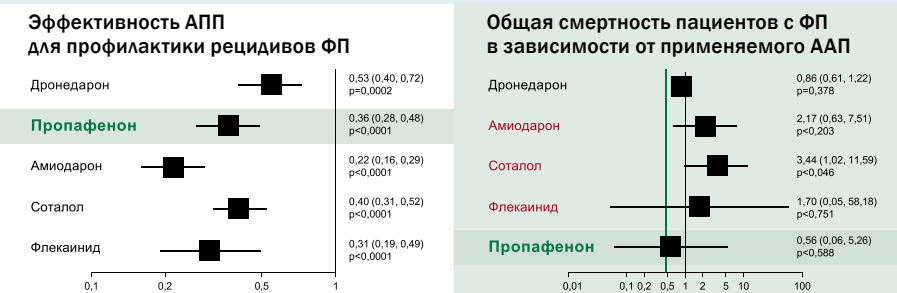 Эффективность АПП
для профилактики рецидивов ФП
Дронедарон
0,53 (0,40, 0,72)
p=0,0002
Пропафенон
0,36 (0,28, 0,48)
p<0,0001
Амиодарон
0,22 (0,16, 0,29)
p<0,0001
Соталол
0,40 (0,31, 0,52)
p<0,0001
Флекаинид
0,31 (0,19, 0,49)
p<0,0001
0,1 0,2 0,5 1
Общая смертность пациентов с ФП
в зависимости от применяемого ААП
Дронедарон
0,86 (0,61, 1,22)
p=0,378
Амиодарон
2,17 (0,63, 7,51)
p<0,203
Соталол
3,44 (1,02, 11,59)
p<0,046
Флекаинид
1,70 (0,05, 58,18)
p<0,751
Пропафенон
0,56 (0,06, 5,26)
p<0,588
0,01 0,1 0,2 0,5 1 2 5 10 100